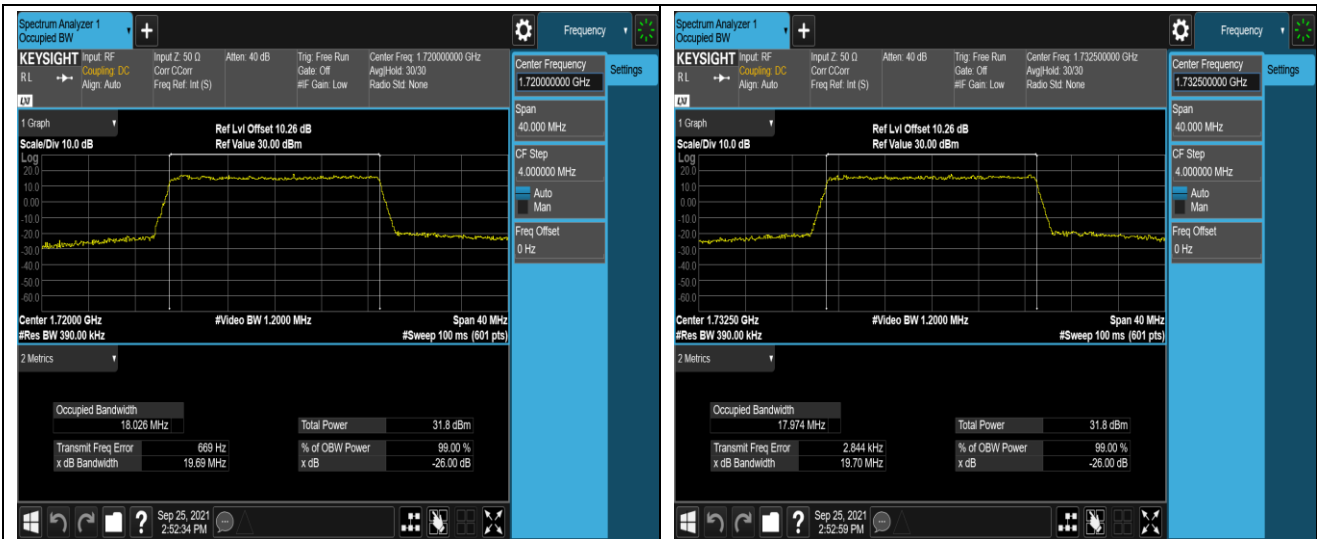 Spectrum Analyzer 1
Occupied BW
Frequency
KEYSIGHT Input: RF Input Z: 50 Ω Atten: 40 dB Trig: Free Run Center Freq: 1.720000000 GHz
RL Coupling: DC Corr CCorr Gate: Off Avg|Hold: 30/30
Align: Auto Freq Ref: Int (S) #IF Gain: Low Radio Std: None
LXI
Center Frequency
1.720000000 GHz
Settings
Span
40.000 MHz
CF Step
4.000000 MHz
Auto
Man
Freq Offset
0 Hz
1 Graph
Ref Lvl Offset 10.26 dB
Scale/Div 10.0 dB Ref Value 30.00 dBm
Log
20.0
10.0
0.00
-10.0
-20.0
-30.0
-40.0
-50.0
-60.0
Center 1.72000 GHz #Video BW 1.2000 MHz Span 40 MHz
#Res BW 390.00 kHz #Sweep 100 ms (601 pts)
2 Metrics
Occupied Bandwidth
18.026 MHz Total Power 31.8 dBm
Transmit Freq Error 669 Hz % of OBW Power 99.00 %
x dB Bandwidth 19.69 MHz x dB -26.00 dB
Sep 25, 2021
2:52:34 PM
Spectrum Analyzer 1
Occupied BW
Frequency
KEYSIGHT Input: RF Input Z: 50 Ω Atten: 40 dB Trig: Free Run Center Freq: 1.732500000 GHz
RL Coupling: DC Corr CCorr Gate: Off Avg|Hold: 30/30
Align: Auto Freq Ref: Int (S) #IF Gain: Low Radio Std: None
LXI
Center Frequency
1.732500000 GHz
Settings
Span
40.000 MHz
CF Step
4.000000 MHz
Auto
Man
Freq Offset
0 Hz
1 Graph
Ref Lvl Offset 10.26 dB
Scale/Div 10.0 dB Ref Value 30.00 dBm
Log
20.0
10.0
0.00
-10.0
-20.0
-30.0
-40.0
-50.0
-60.0
Center 1.73250 GHz #Video BW 1.2000 MHz Span 40 MHz
#Res BW 390.00 kHz #Sweep 100 ms (601 pts)
2 Metrics
Occupied Bandwidth
17.974 MHz Total Power 31.8 dBm
Transmit Freq Error 2.844 kHz % of OBW Power 99.00 %
x dB Bandwidth 19.70 MHz x dB -26.00 dB
Sep 25, 2021
2:52:59 PM